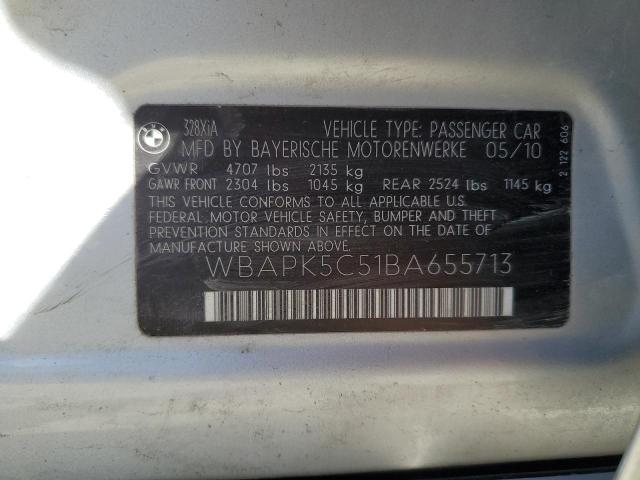 BMW
328XiA VEHICLE TYPE: PASSENGER CAR
MFD BY BAYERISCHE MOTORENWERKE 05/10
GVWR 4707 lbs 2135 kg
GAWR FRONT 2304 lbs 1045 kg REAR 2524 lbs 1145 kg
THIS VEHICLE CONFORMS TO ALL APPLICABLE U.S.
FEDERAL MOTOR VEHICLE SAFETY, BUMPER AND THEFT
PREVENTION STANDARDS IN EFFECT ON THE DATE OF
MANUFACTURE SHOWN ABOVE.
WBAPK5C51BA655713
2 122 606